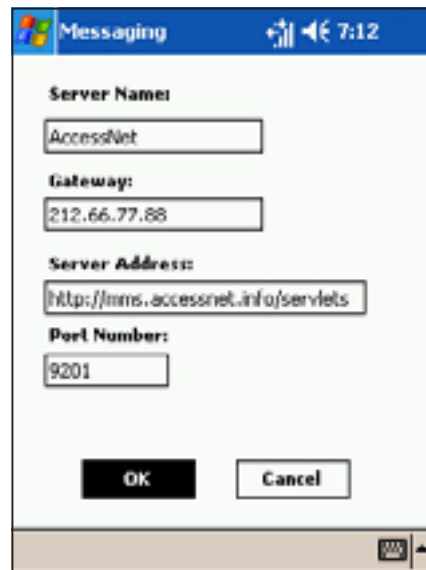 Messaging 7:12
Server Name:
AccessNet
Gateway:
212.66.77.88
Server Address:
http://mms.accessnet.info/servlets
Port Number:
9201
OK Cancel